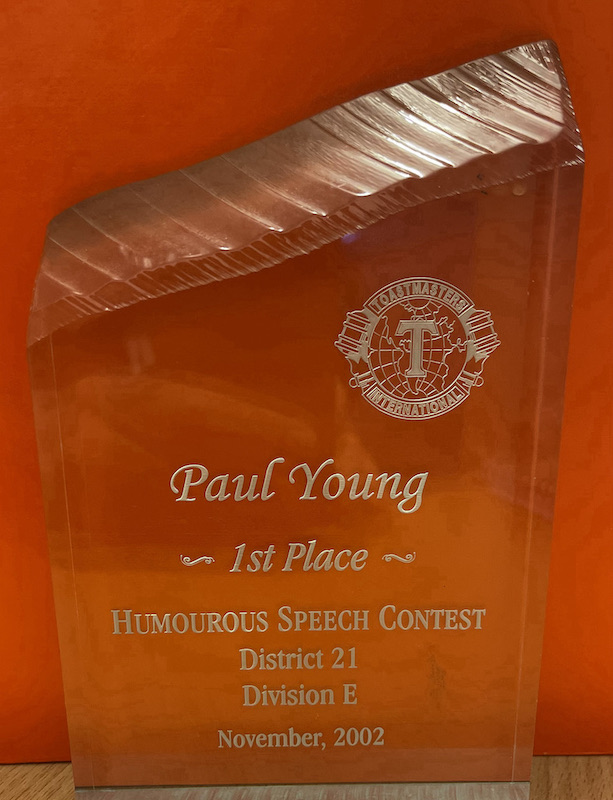 TOASTMASTERS
T
INTERNATIONAL
Paul Young
~ 1st Place ~
HUMOUROUS SPEECH CONTEST
District 21
Division E
November, 2002